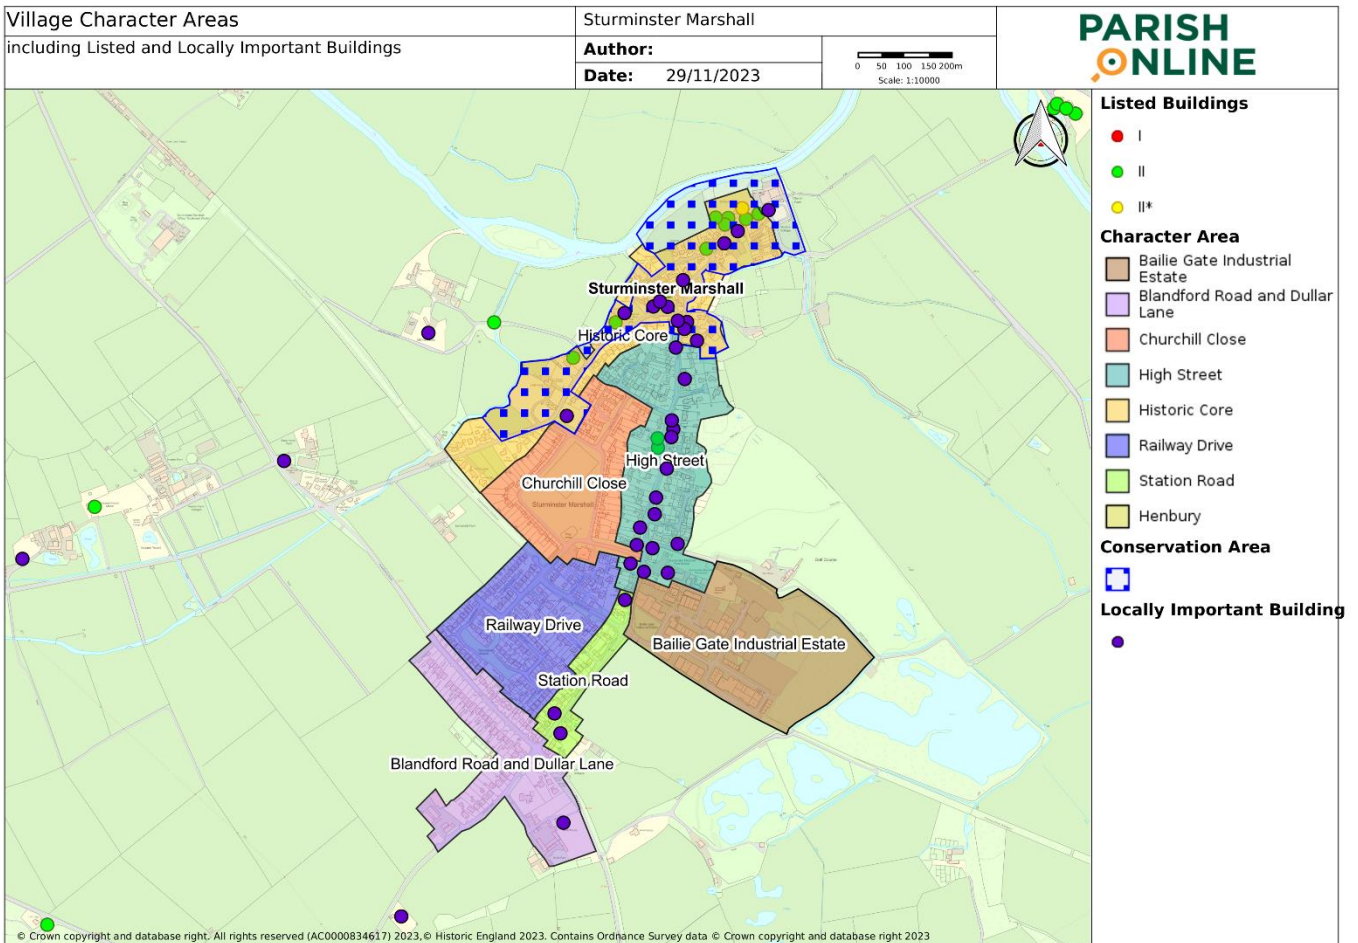 Village Character Areas
including Listed and Locally Important Buildings
Sturminster Marshall
Author:
Date: 29/11/2023
0 50 100 150 200m
Scale: 1:10000
PARISH
ONLINE
Listed Buildings
I
II
II*
Character Area
Bailie Gate Industrial
Estate
Blandford Road and Dullar
Lane
Churchill Close
High Street
Historic Core
Railway Drive
Station Road
Henbury
Conservation Area
Locally Important Building
Sturminster Marshall
Historic Core
High Street
Churchill Close
Sturminster Marshall
Railway Drive
Bailie Gate Industrial Estate
Station Road
Blandford Road and Dullar Lane
© Crown copyright and database right. All rights reserved (AC0000834617) 2023,© Historic England 2023. Contains Ordnance Survey data © Crown copyright and database right 2023